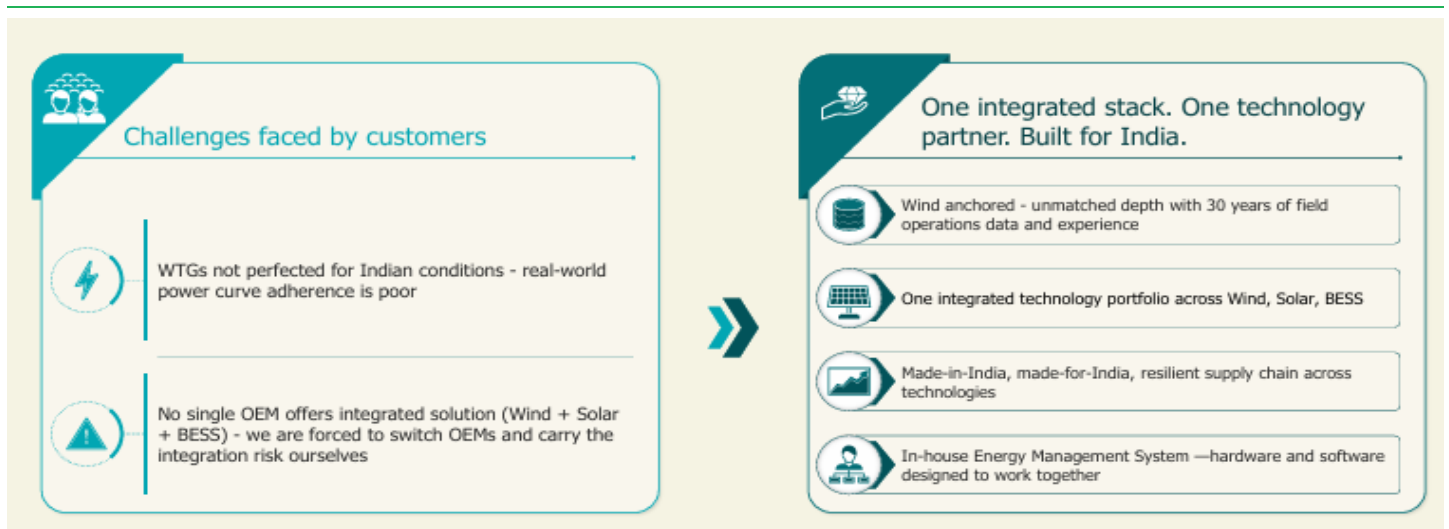 Challenges faced by customers
WTGs not perfected for Indian conditions - real-world
power curve adherence is poor
No single OEM offers integrated solution (Wind + Solar
+ BESS) - we are forced to switch OEMs and carry the
integration risk ourselves
One integrated stack. One technology
partner. Built for India.
Wind anchored - unmatched depth with 30 years of field
operations data and experience
One integrated technology portfolio across Wind, Solar, BESS
Made-in-India, made-for-India, resilient supply chain across
technologies
In-house Energy Management System —hardware and software
designed to work together